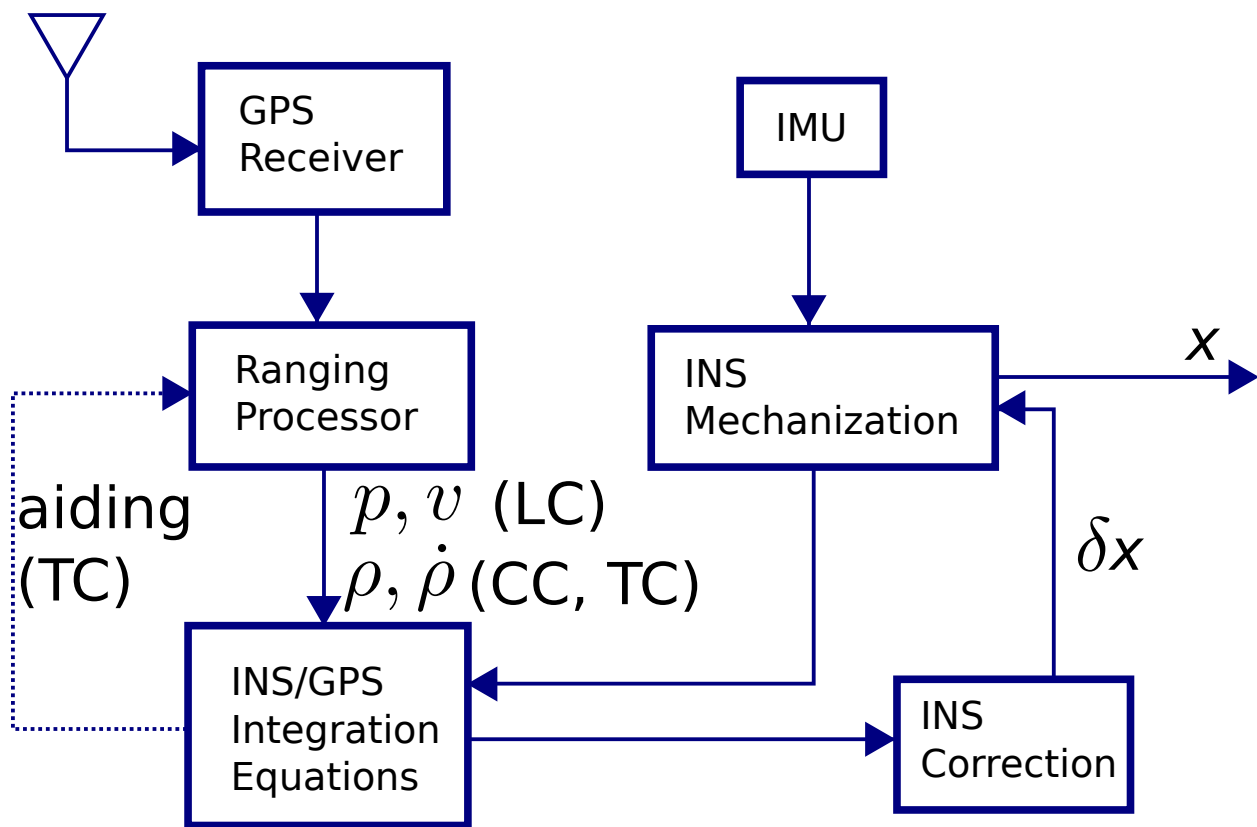 GPS
Receiver
IMU
Ranging
Processor
INS
Mechanization
x
aiding
(TC)
p, v (LC)
ρ, ρ̇ (CC, TC)
δx
INS/GPS
Integration
Equations
INS
Correction